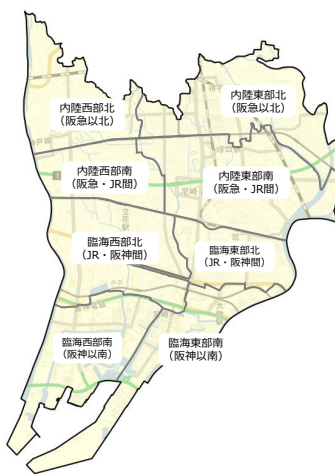 内陸西部北
(阪急以北)
内陸東部北
(阪急以北)
内陸西部南
(阪急・JR間)
内陸東部南
(阪急・JR間)
臨海西部北
(JR・阪神間)
臨海東部北
(JR・阪神間)
臨海西部南
(阪神以南)
臨海東部南
(阪神以南)